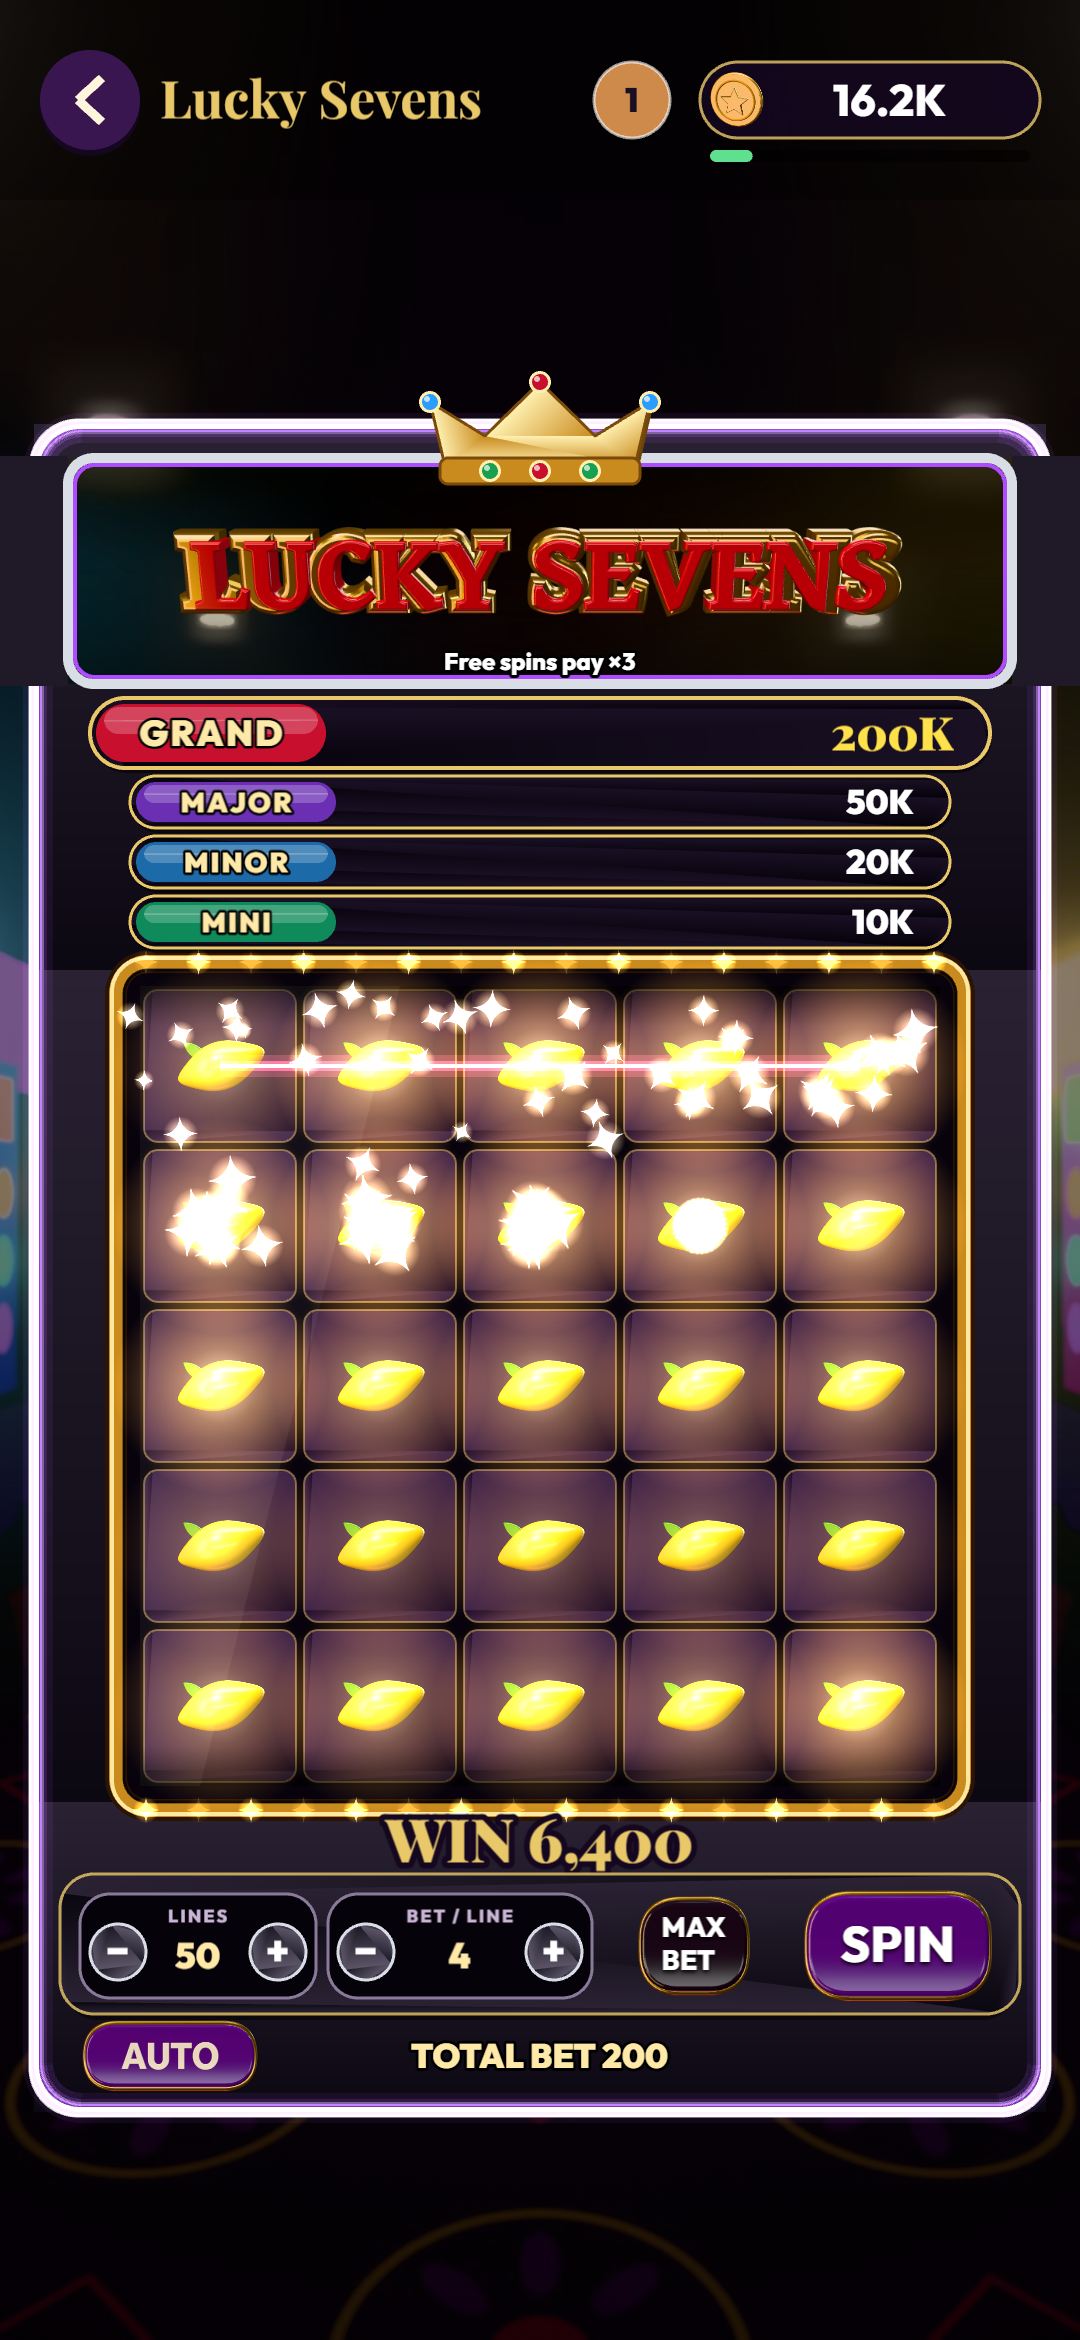 Lucky Sevens
1
16.2K
LUCKY SEVENS
Free spins pay ×3
GRAND 200K
MAJOR 50K
MINOR 20K
MINI 10K
WIN 6,400
LINES
− 50 +
BET / LINE
− 4 +
MAX
BET
SPIN
AUTO
TOTAL BET 200